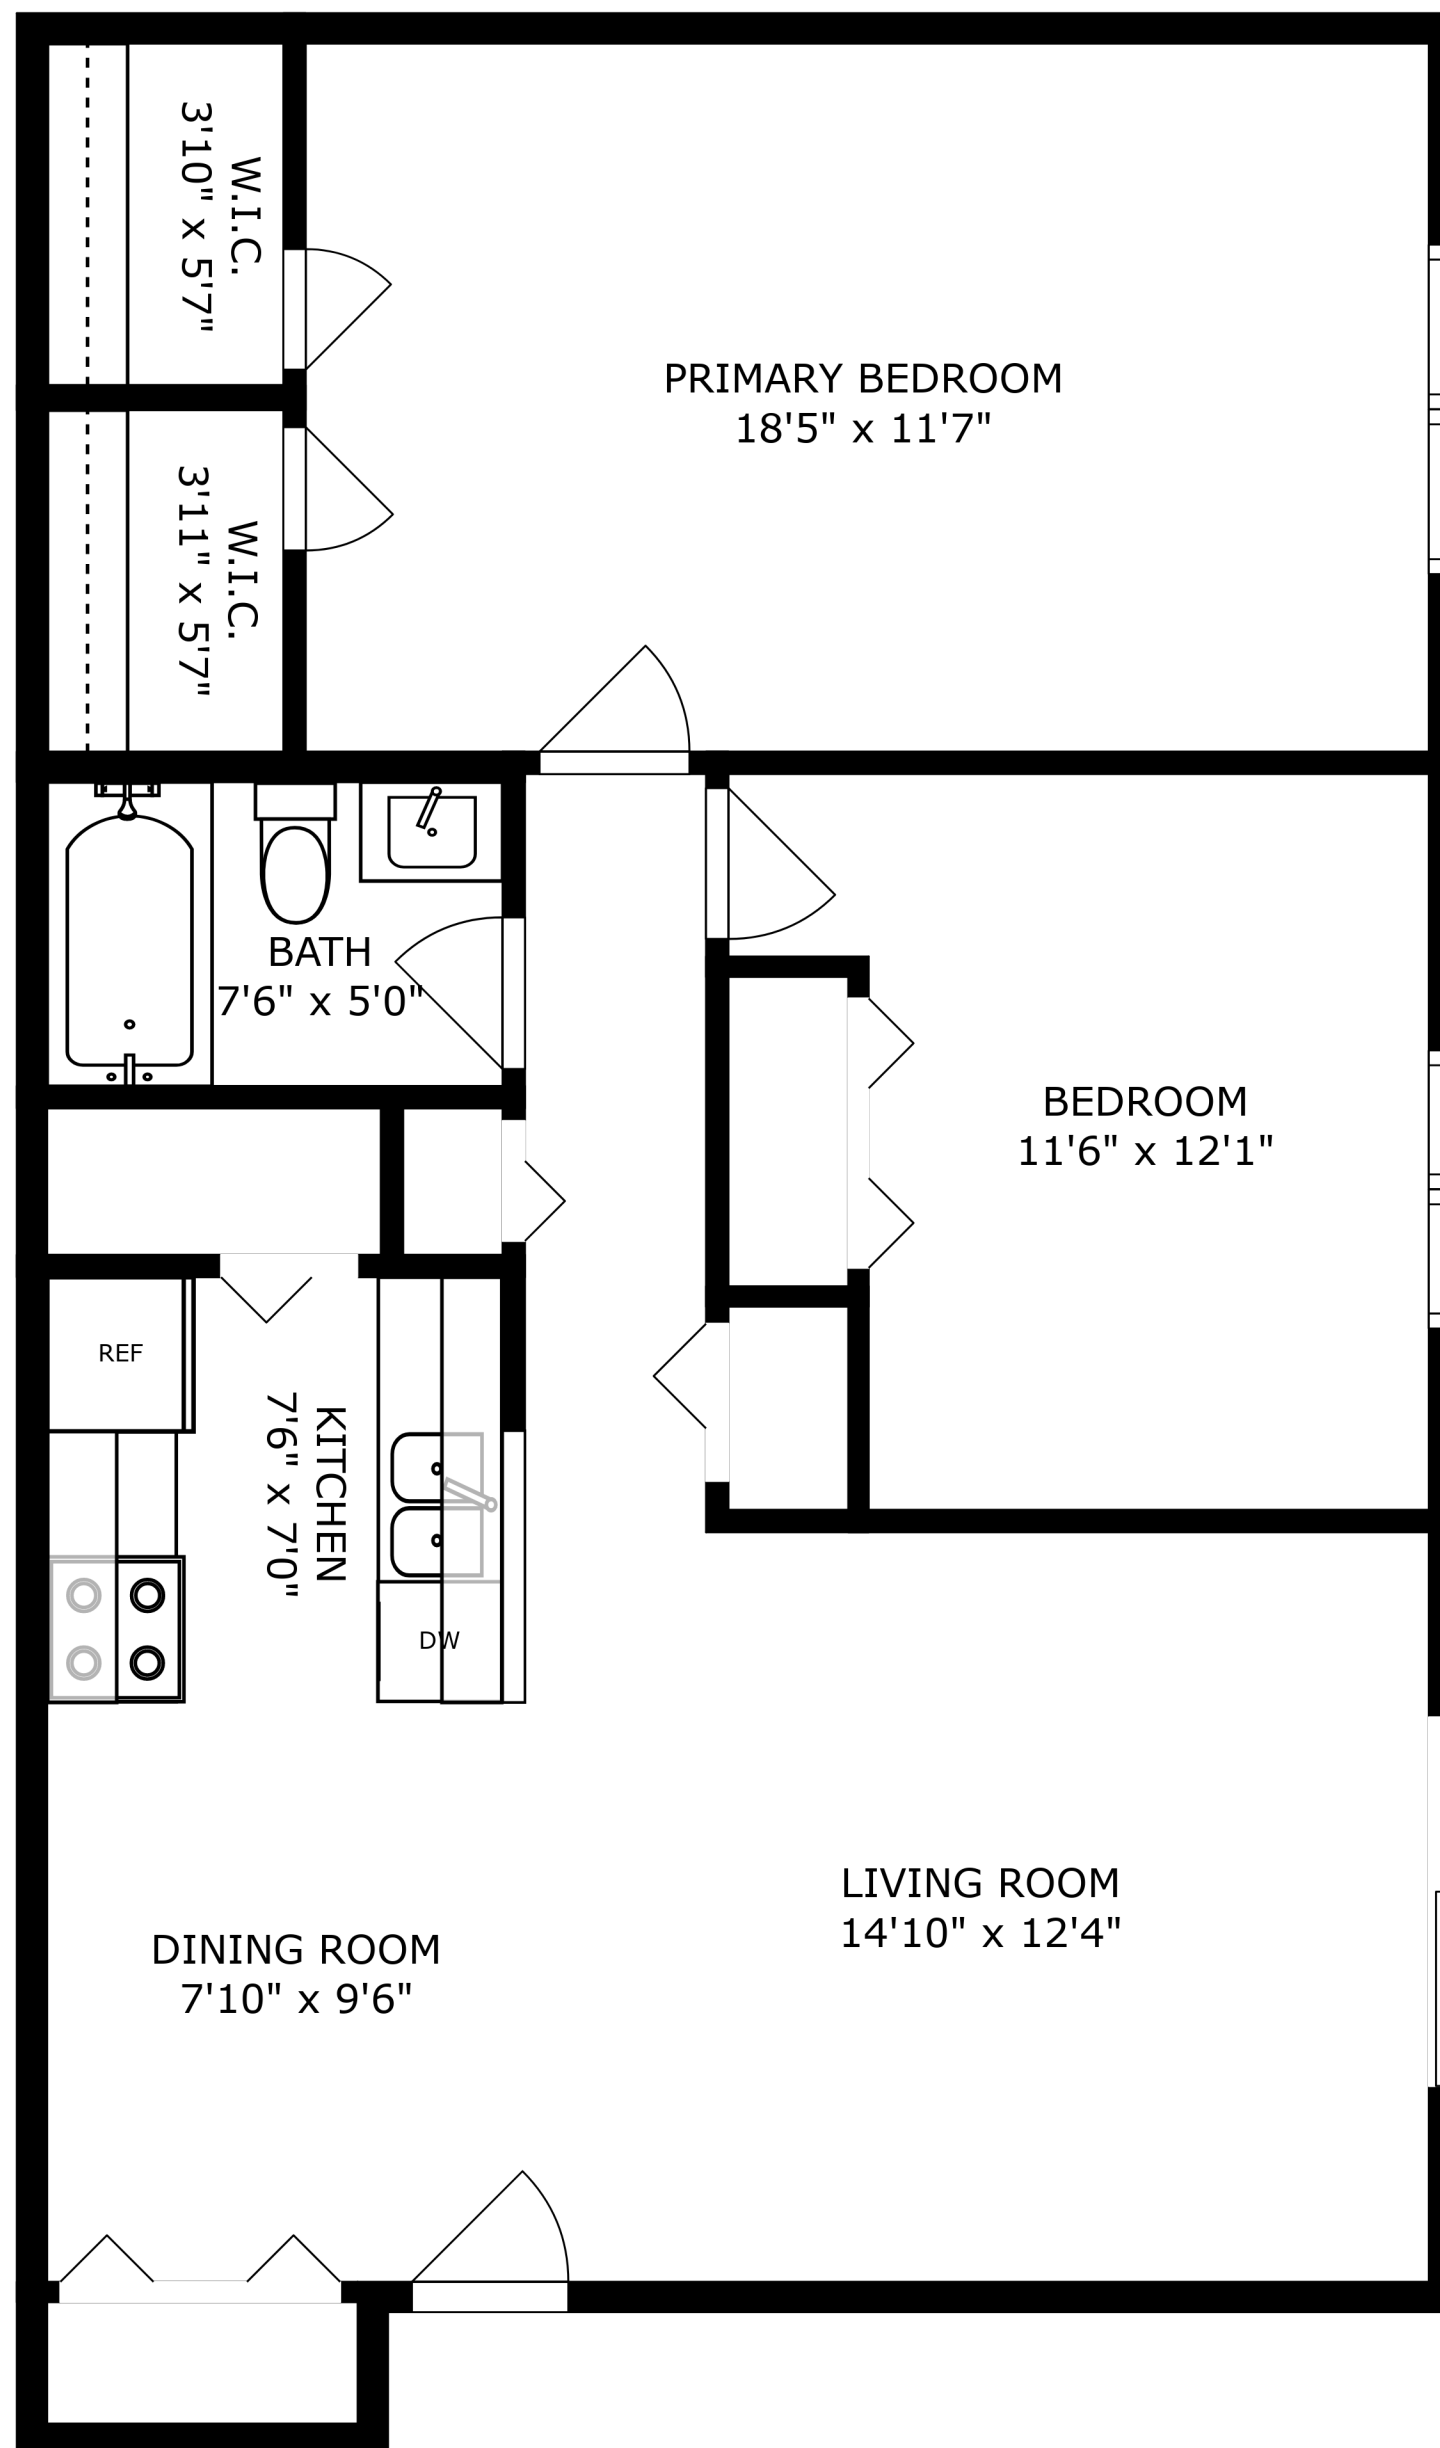 W.I.C.
3'10" x 5'7"
PRIMARY BEDROOM
18'5" x 11'7"
W.I.C.
3'11" x 5'7"
BATH
7'6" x 5'0"
BEDROOM
11'6" x 12'1"
REF
KITCHEN
7'6" x 7'0"
DW
LIVING ROOM
14'10" x 12'4"
DINING ROOM
7'10" x 9'6"